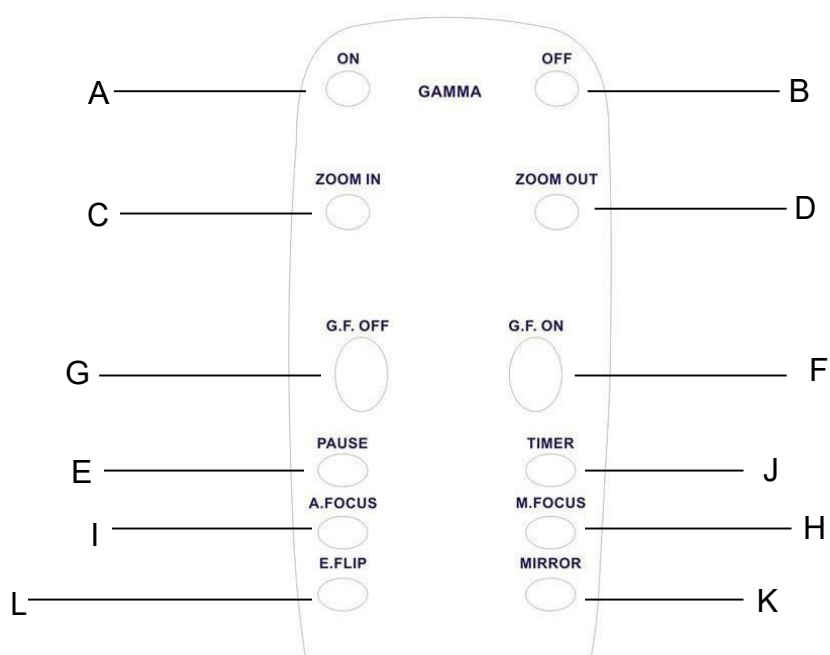 ON OFF
A GAMMA B
ZOOM IN ZOOM OUT
C D
G.F. OFF G.F. ON
G F
PAUSE TIMER
E J
A.FOCUS M.FOCUS
I H
E.FLIP MIRROR
L K